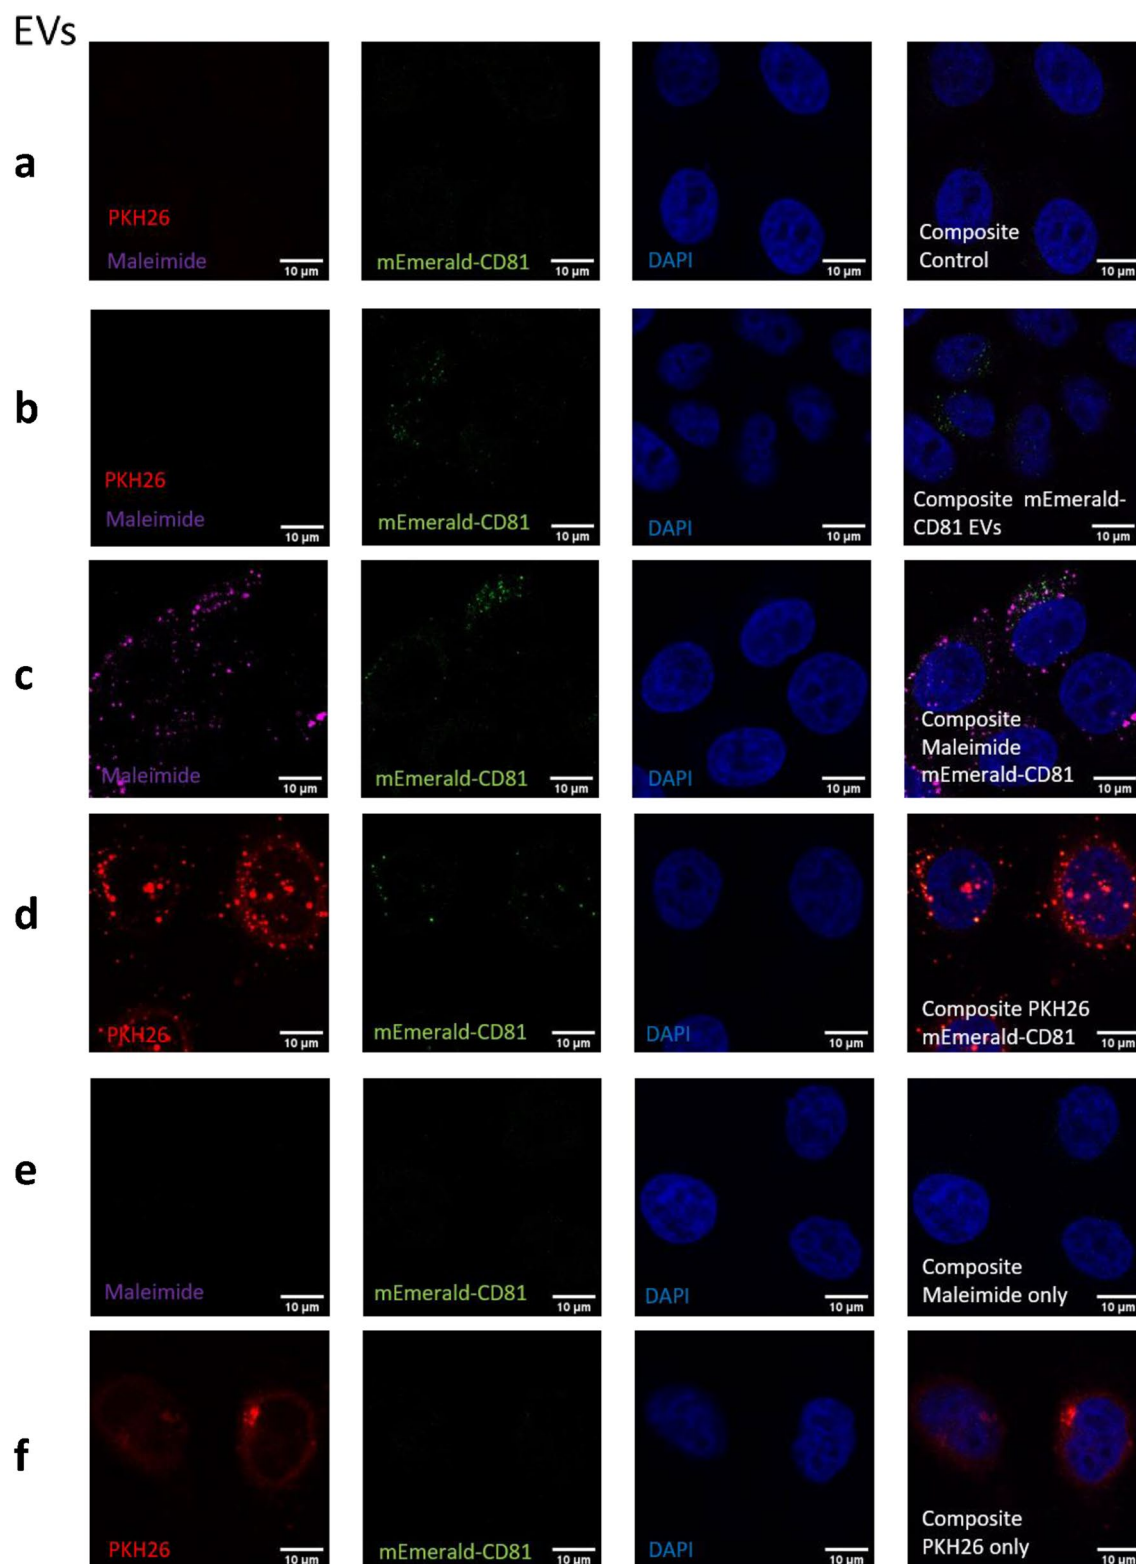 EVs
a
PKH26
Maleimide
10 µm
mEmerald-CD81
10 µm
DAPI
10 µm
Composite
Control
10 µm
b
PKH26
Maleimide
10 µm
mEmerald-CD81
10 µm
DAPI
10 µm
Composite mEmerald-
CD81 EVs
10 µm
c
Maleimide
10 µm
mEmerald-CD81
10 µm
DAPI
10 µm
Composite
Maleimide
mEmerald-CD81
10 µm
d
PKH26
10 µm
mEmerald-CD81
10 µm
DAPI
10 µm
Composite PKH26
mEmerald-CD81
10 µm
e
Maleimide
10 µm
mEmerald-CD81
10 µm
DAPI
10 µm
Composite
Maleimide only
10 µm
f
PKH26
10 µm
mEmerald-CD81
10 µm
DAPI
10 µm
Composite
PKH26 only
10 µm